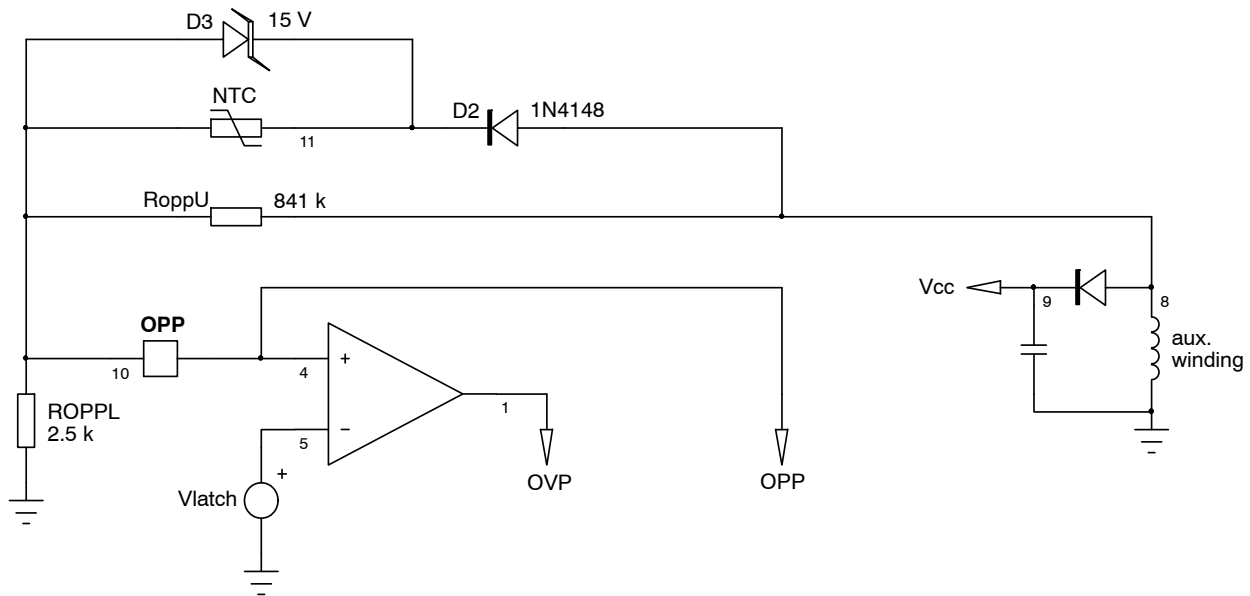 D3 15 V
NTC
11
D2 1N4148
RoppU 841 k
Vcc
9
8
aux.
winding
OPP
10
4
+
ROPPL
2.5 k
1
5
−
+
Vlatch
OVP
OPP